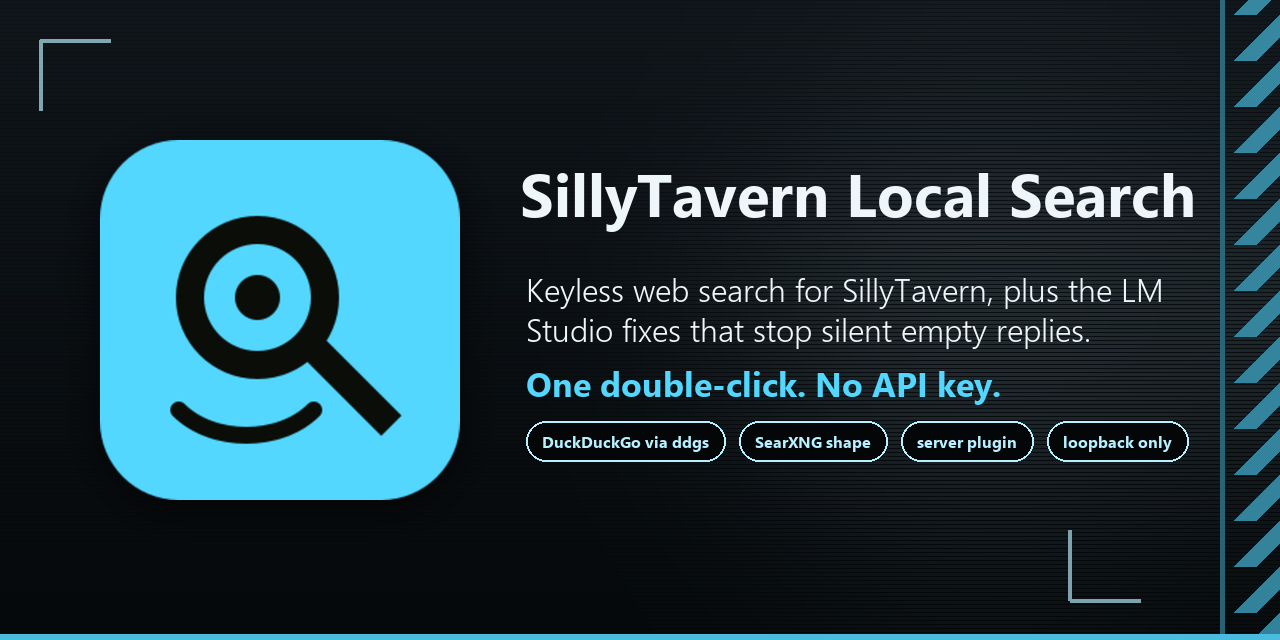 SillyTavern Local Search
Keyless web search for SillyTavern, plus the LM
Studio fixes that stop silent empty replies.
One double-click. No API key.
DuckDuckGo via ddgs
SearXNG shape
server plugin
loopback only